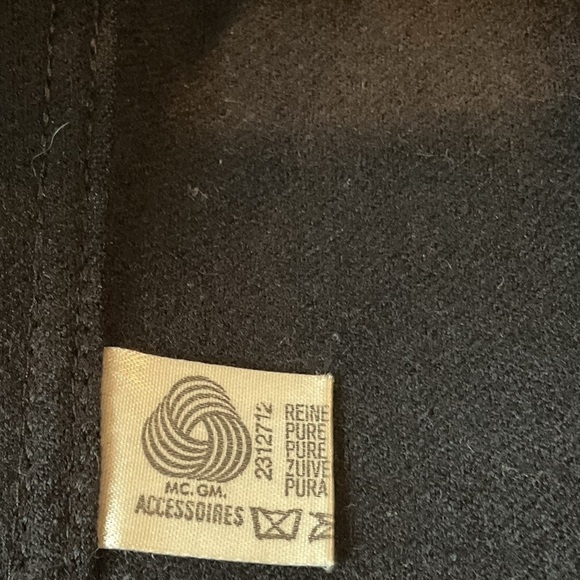 MC. GM.
ACCESSOIRES
2312712
REINE
PURE
PURE
ZUIVE
PURA